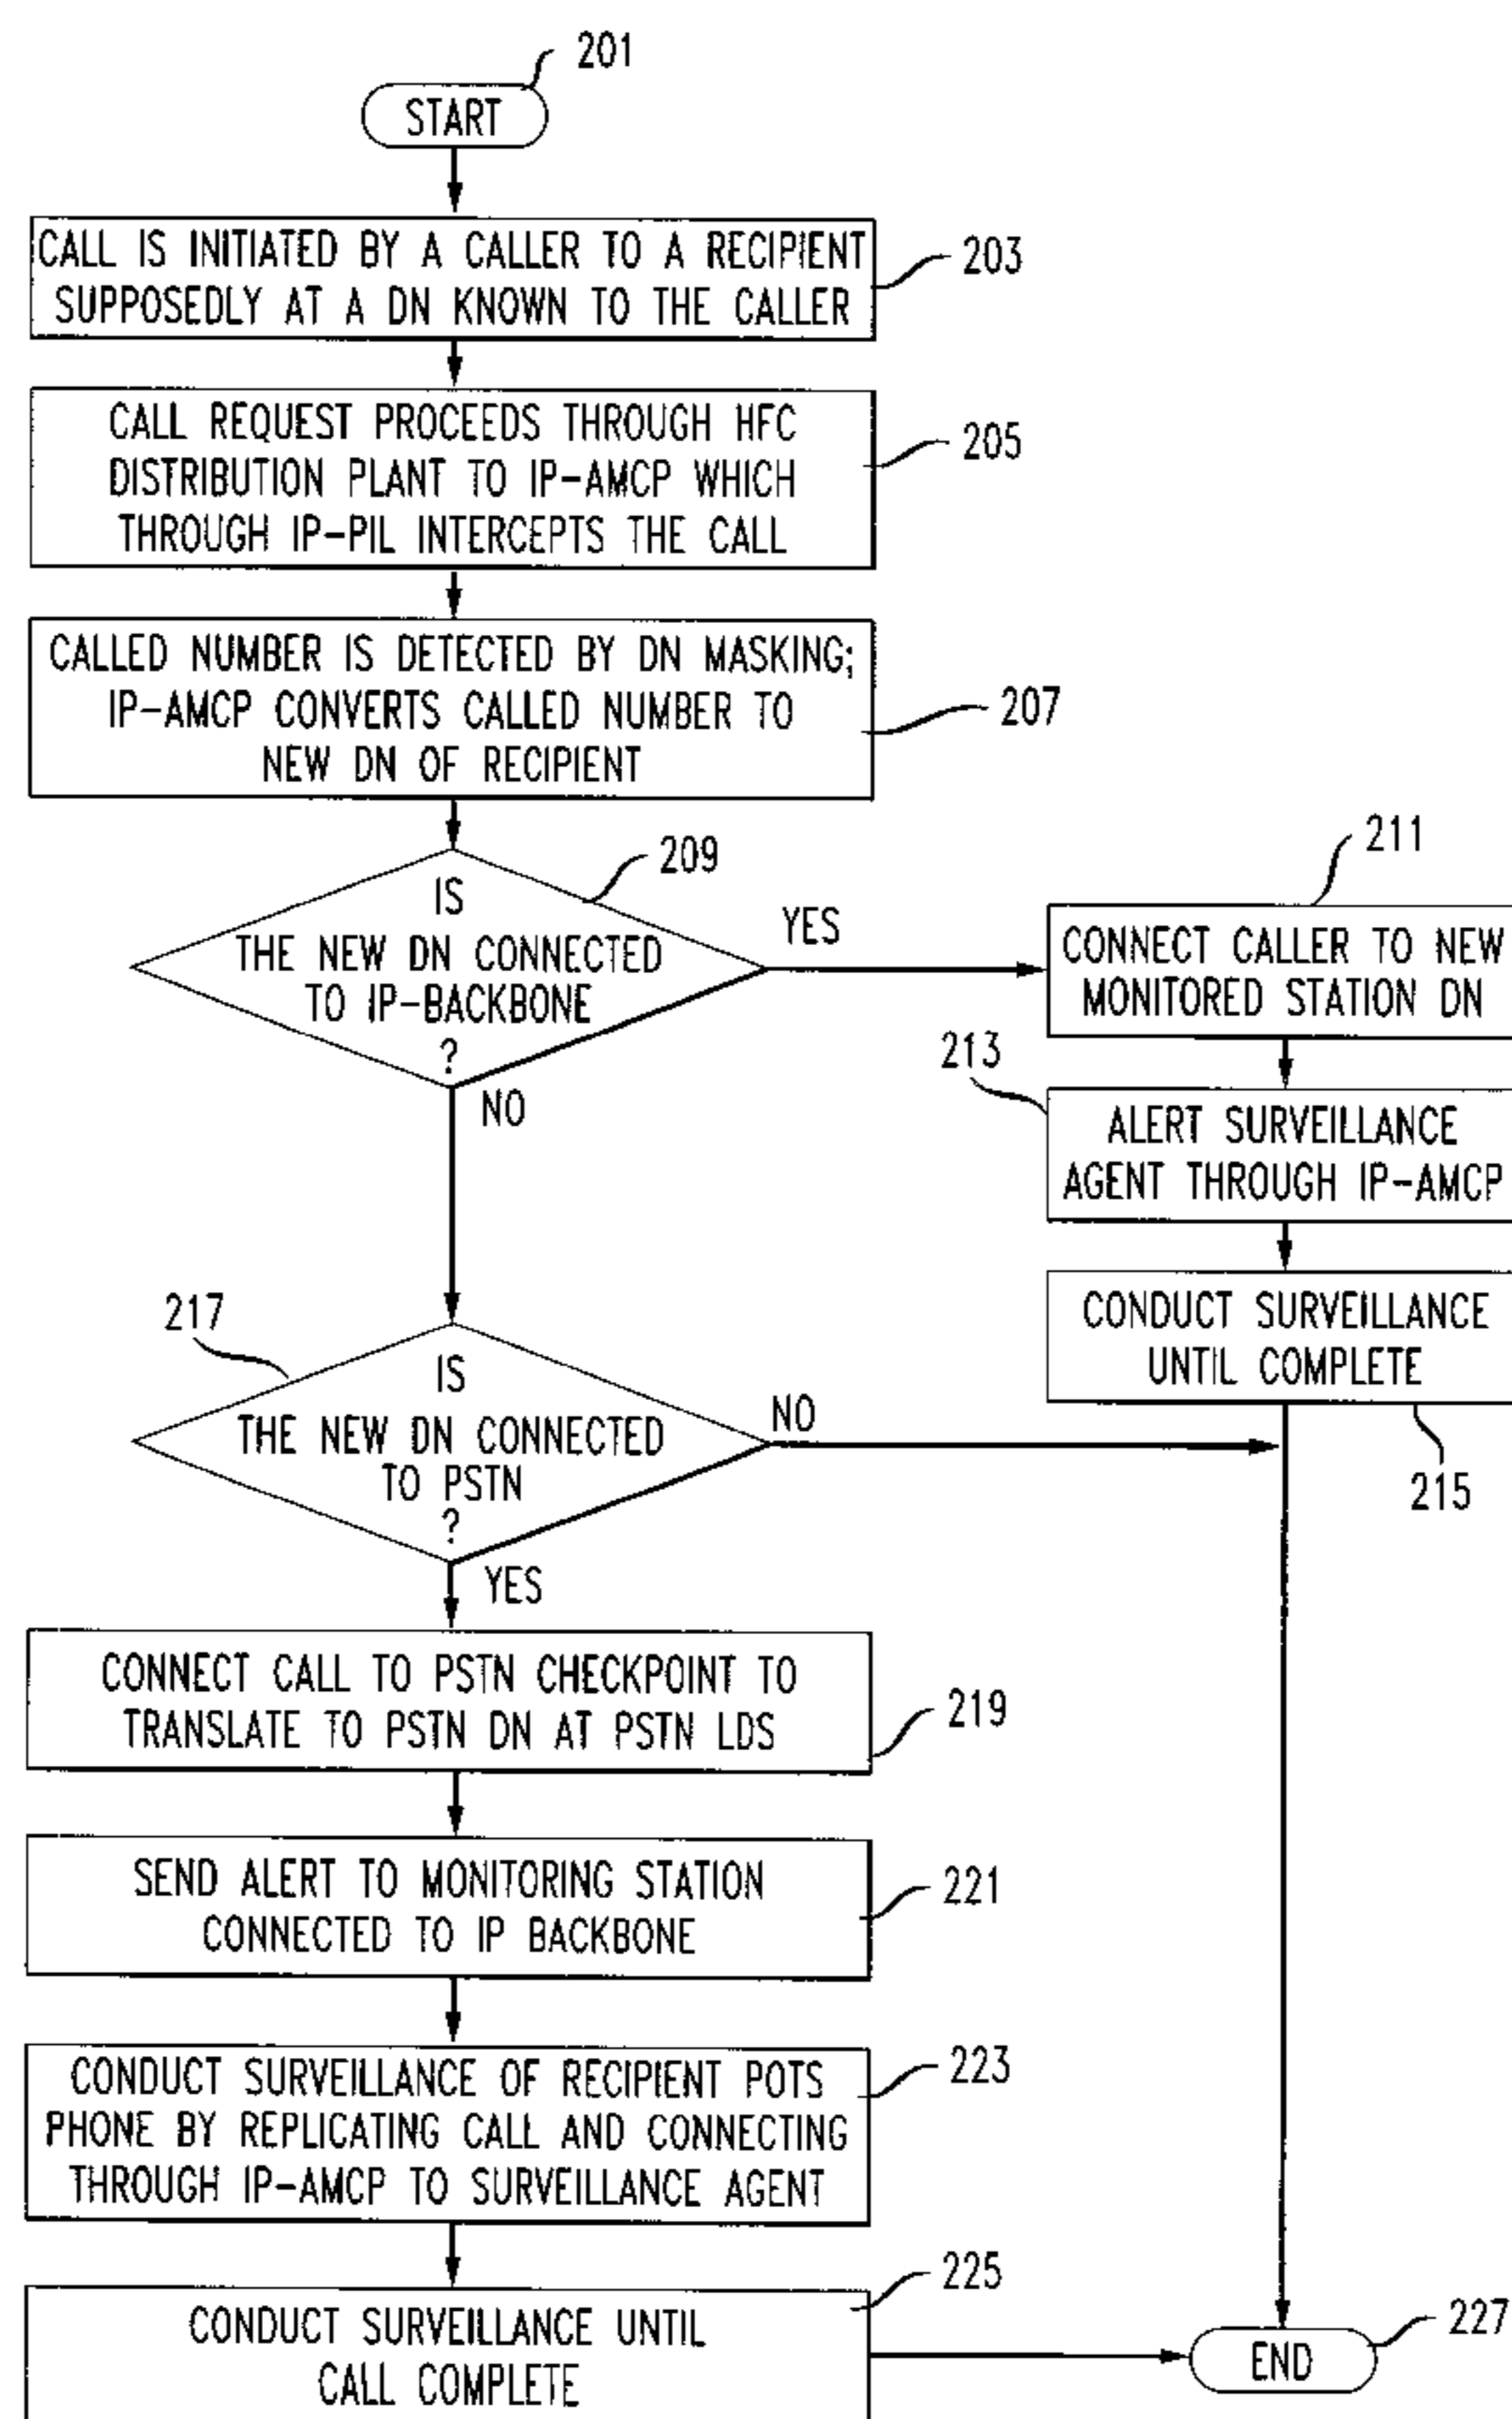 201
START
CALL IS INITIATED BY A CALLER TO A RECIPIENT
SUPPOSEDLY AT A DN KNOWN TO THE CALLER
203
CALL REQUEST PROCEEDS THROUGH HFC
DISTRIBUTION PLANT TO IP-AMCP WHICH
THROUGH IP-PIL INTERCEPTS THE CALL
205
CALLED NUMBER IS DETECTED BY DN MASKING;
IP-AMCP CONVERTS CALLED NUMBER TO
NEW DN OF RECIPIENT
207
209
IS
THE NEW DN CONNECTED
TO IP-BACKBONE
?
YES
NO
211
CONNECT CALLER TO NEW
MONITORED STATION DN
213
ALERT SURVEILLANCE
AGENT THROUGH IP-AMCP
CONDUCT SURVEILLANCE
UNTIL COMPLETE
215
217
IS
THE NEW DN CONNECTED
TO PSTN
?
NO
YES
CONNECT CALL TO PSTN CHECKPOINT TO
TRANSLATE TO PSTN DN AT PSTN LDS
219
SEND ALERT TO MONITORING STATION
CONNECTED TO IP BACKBONE
221
CONDUCT SURVEILLANCE OF RECIPIENT POTS
PHONE BY REPLICATING CALL AND CONNECTING
THROUGH IP-AMCP TO SURVEILLANCE AGENT
223
CONDUCT SURVEILLANCE UNTIL
CALL COMPLETE
225
END
227